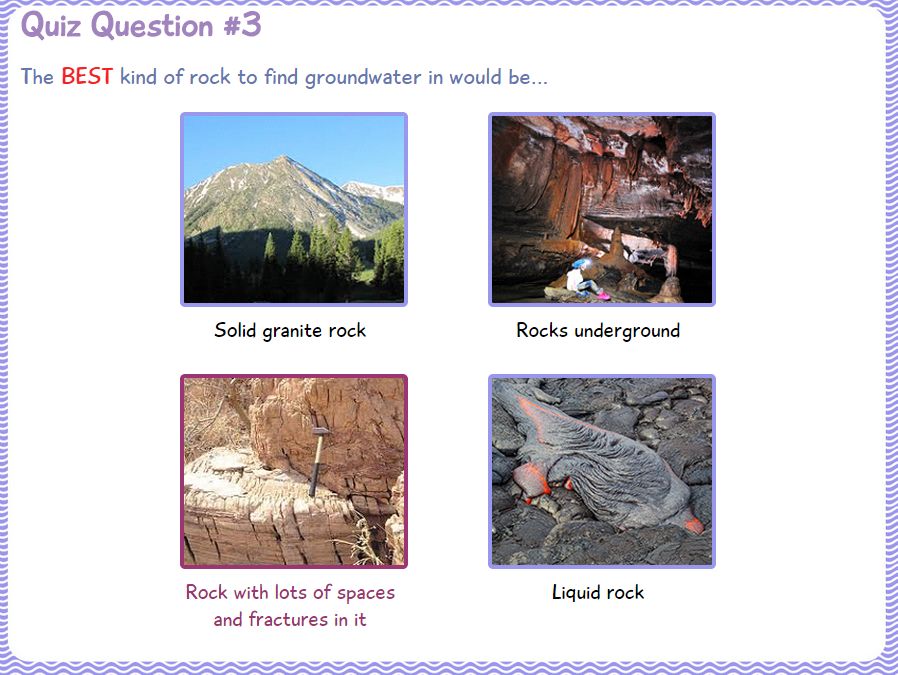 Quiz Question #3
The BEST kind of rock to find groundwater in would be...
Solid granite rock
Rocks underground
Rock with lots of spaces
and fractures in it
Liquid rock